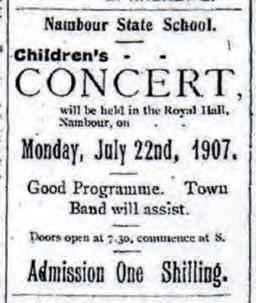 Nambour State School.
Children's - -
CONCERT,
will be held in the Royal Hall,
Nambour, on . .
Monday, July 22nd, 1907.
Good Programme. Town
Band will assist.
Doors open at 7.30, commence at 8.
Admission One Shilling.